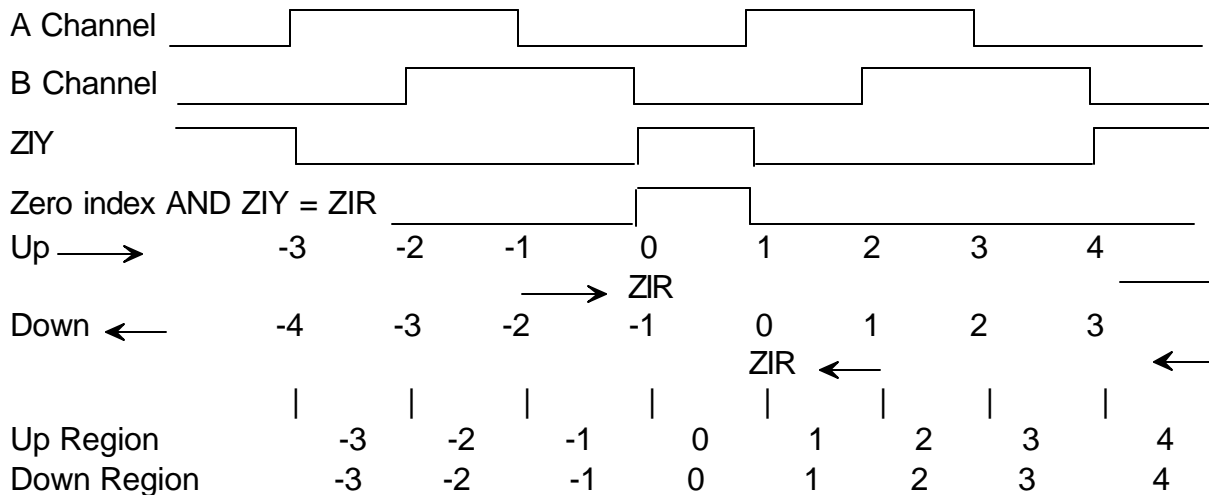 A Channel
B Channel
ZIY
Zero index AND ZIY = ZIR
Up -3 -2 -1 0 1 2 3 4
ZIR
Down -4 -3 -2 -1 0 1 2 3
ZIR
| | | | | | | |
Up Region -3 -2 -1 0 1 2 3 4
Down Region -3 -2 -1 0 1 2 3 4